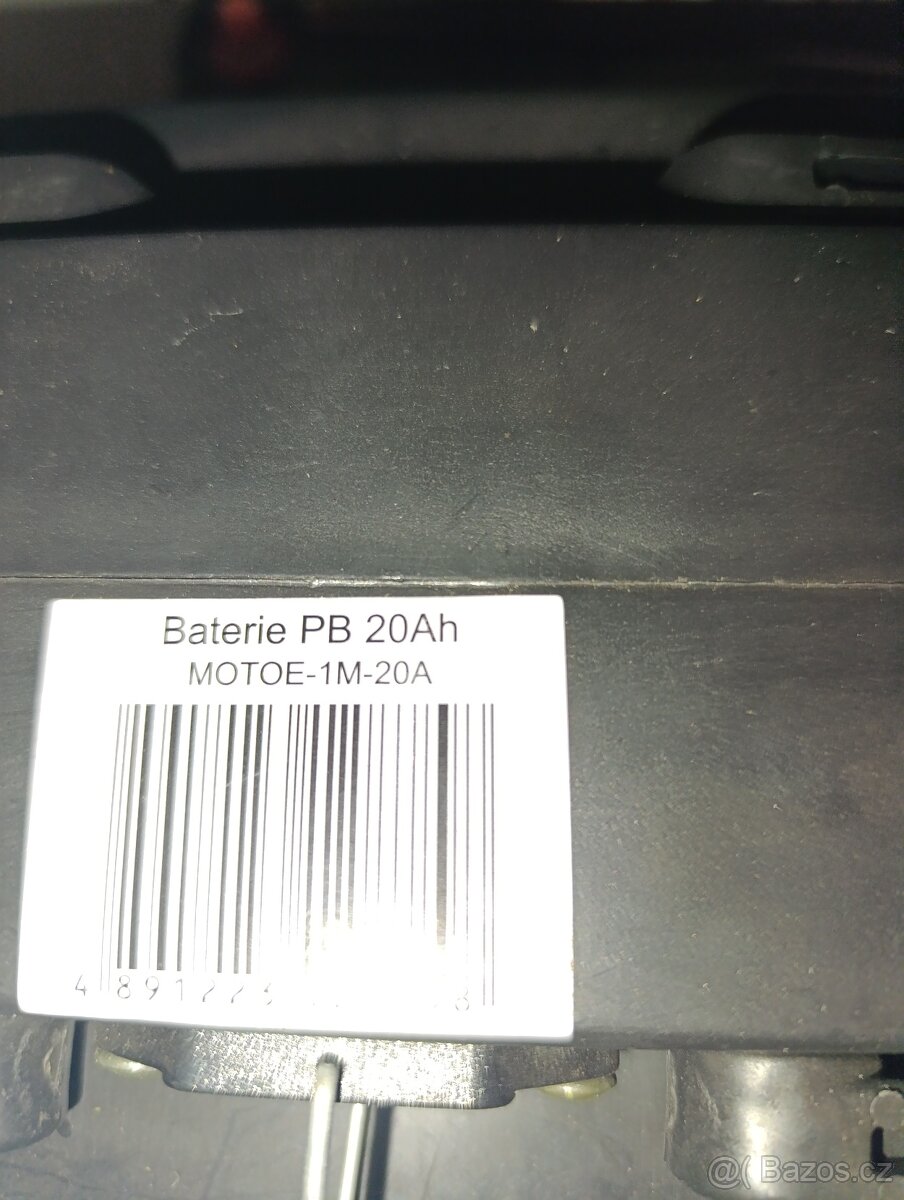 Baterie PB 20Ah
MOTOE-1M-20A
@( Bazos.cz